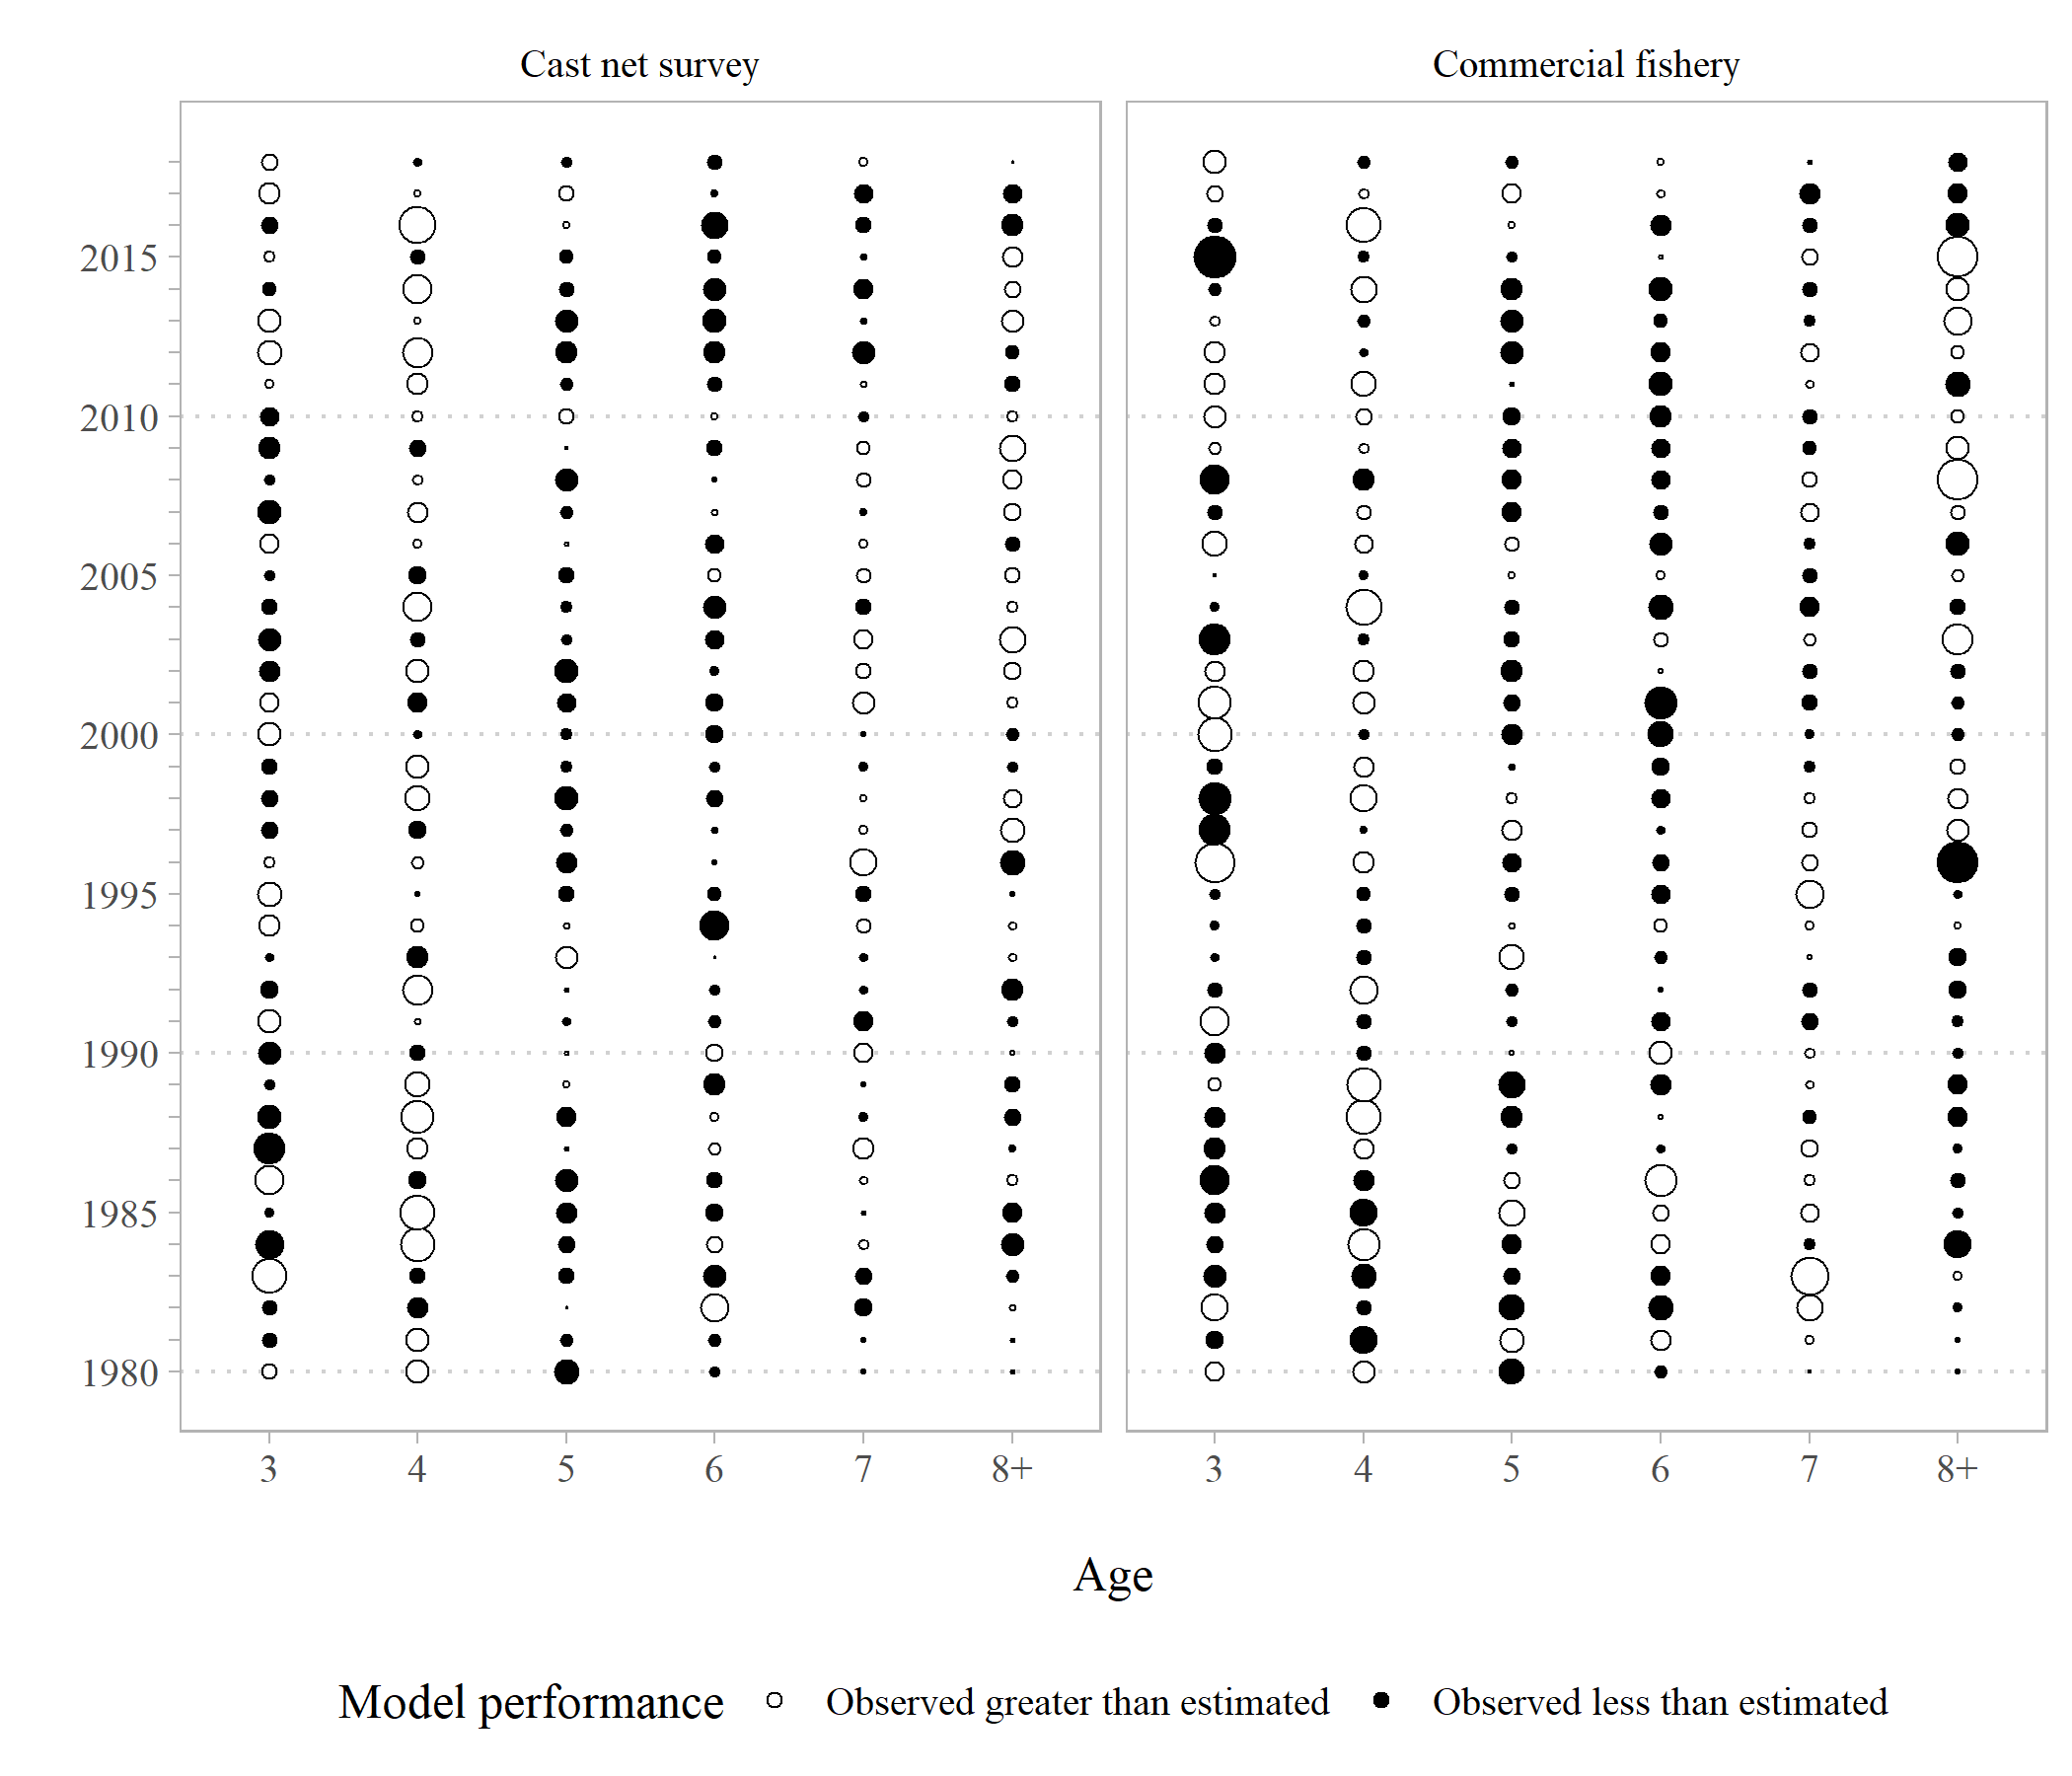 Cast net survey Commercial fishery
2015
2010
2005
2000
1995
1990
1985
1980
3 4 5 6 7 8+ 3 4 5 6 7 8+
Age
Model performance Observed greater than estimated Observed less than estimated